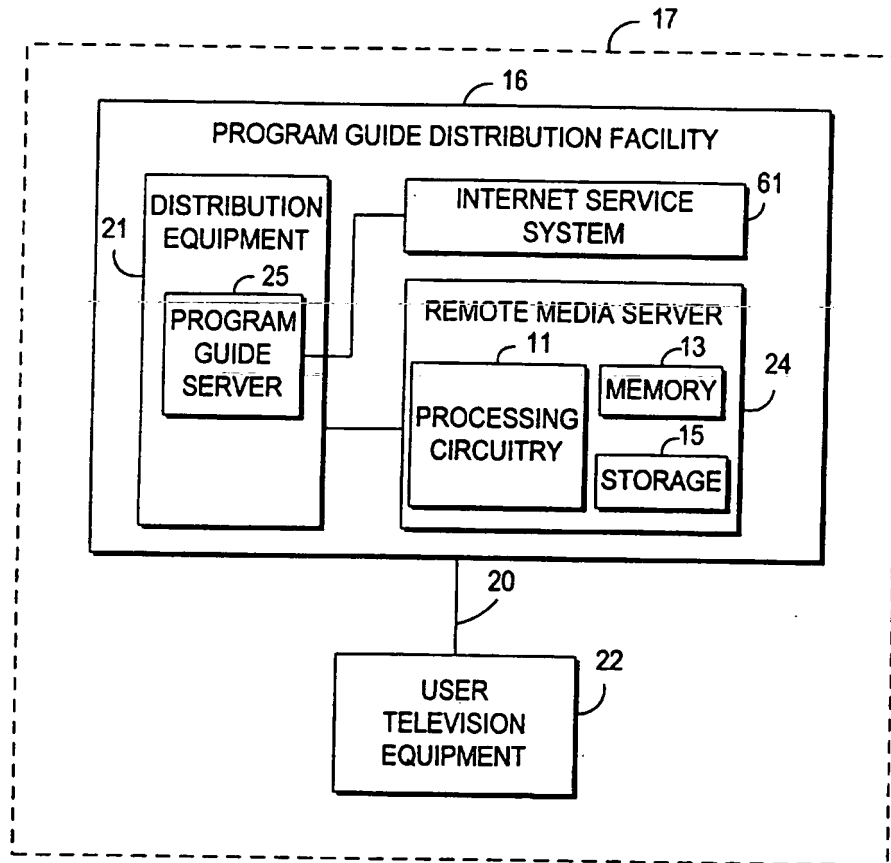 17
16
PROGRAM GUIDE DISTRIBUTION FACILITY
DISTRIBUTION
EQUIPMENT
21
25
PROGRAM
GUIDE
SERVER
INTERNET SERVICE
SYSTEM
61
REMOTE MEDIA SERVER
11
PROCESSING
CIRCUITRY
13
MEMORY
24
15
STORAGE
20
USER
TELEVISION
EQUIPMENT
22